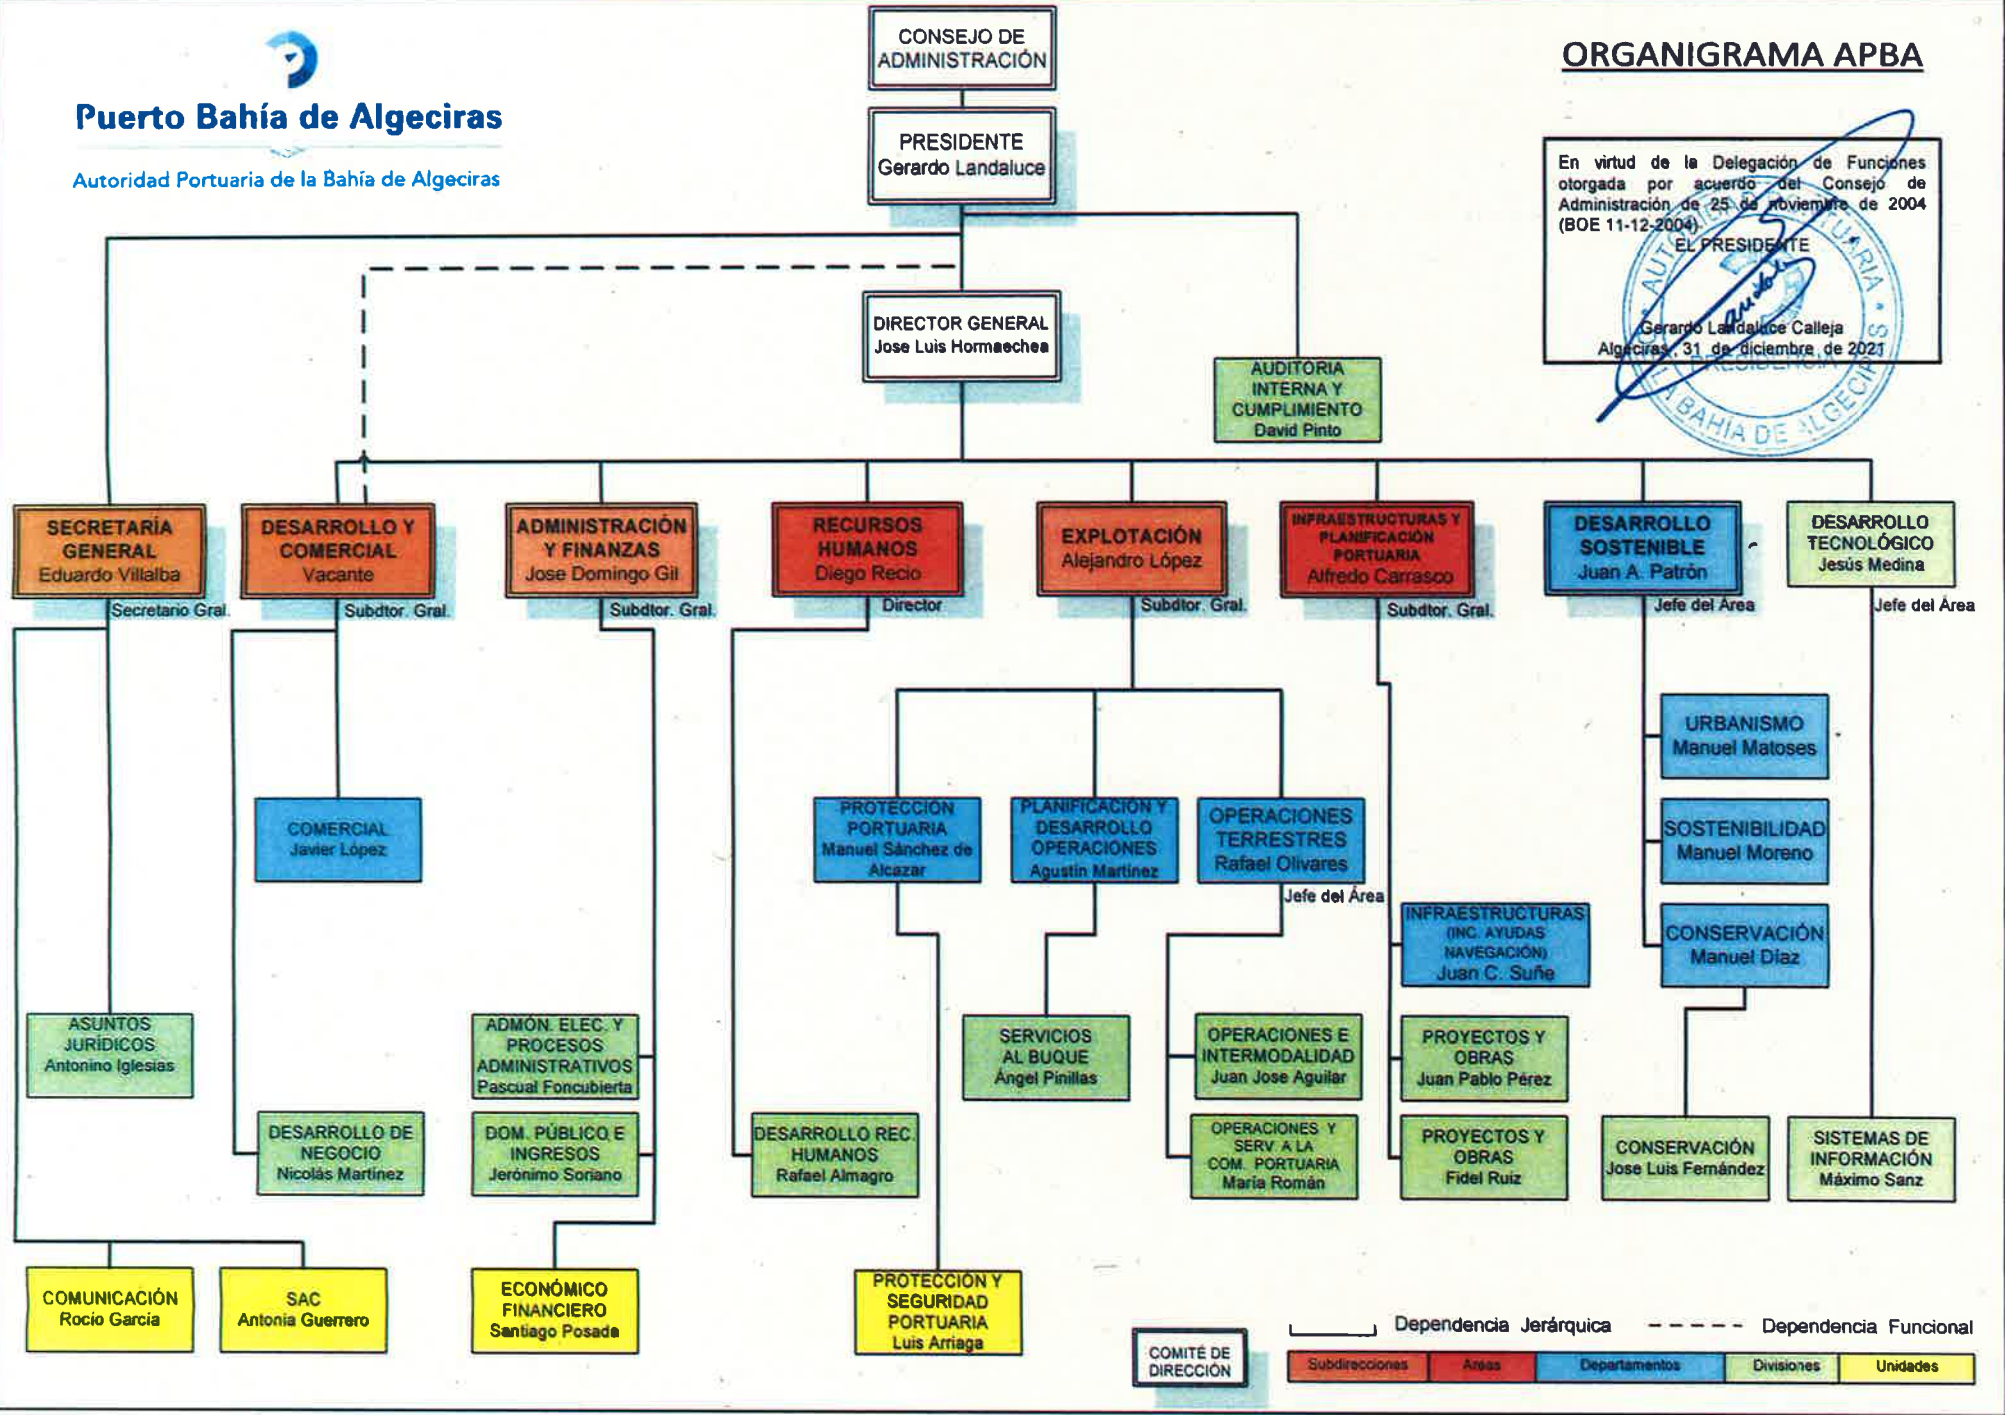 Puerto Bahía de Algeciras
Autoridad Portuaria de la Bahía de Algeciras
CONSEJO DE
ADMINISTRACIÓN
PRESIDENTE
Gerardo Landaluce
DIRECTOR GENERAL
Jose Luis Hormaechea
AUDITORIA
INTERNA Y
CUMPLIMIENTO
David Pinto
ORGANIGRAMA APBA
En virtud de la Delegación de Funciones
otorgada por acuerdo del Consejo de
Administración de 25 de noviembre de 2004
(BOE 11-12-2004).
EL PRESIDENTE
Gerardo Landaluce Calleja
Algeciras, 31 de diciembre de 2021
AUTORIDAD PORTUARIA
BAHÍA DE ALGECIRAS
PRESIDENCIA
SECRETARÍA
GENERAL
Eduardo Villalba
Secretario Gral.
DESARROLLO Y
COMERCIAL
Vacante
Subdtor. Gral.
ADMINISTRACIÓN
Y FINANZAS
Jose Domingo Gil
Subdtor. Gral.
RECURSOS
HUMANOS
Diego Recio
Director
EXPLOTACIÓN
Alejandro López
Subdtor. Gral.
INFRAESTRUCTURAS Y
PLANIFICACIÓN
PORTUARIA
Alfredo Carrasco
Subdtor. Gral.
DESARROLLO
SOSTENIBLE
Juan A. Patrón
Jefe del Área
DESARROLLO
TECNOLÓGICO
Jesús Medina
Jefe del Área
URBANISMO
Manuel Matoses
SOSTENIBILIDAD
Manuel Moreno
CONSERVACIÓN
Manuel Díaz
COMERCIAL
Javier López
PROTECCIÓN
PORTUARIA
Manuel Sánchez de
Alcazar
PLANIFICACIÓN Y
DESARROLLO
OPERACIONES
Agustín Martínez
OPERACIONES
TERRESTRES
Rafael Olivares
Jefe del Área
INFRAESTRUCTURAS
(INC. AYUDAS
NAVEGACIÓN)
Juan C. Suñe
ASUNTOS
JURÍDICOS
Antonino Iglesias
ADMÓN. ELEC. Y
PROCESOS
ADMINISTRATIVOS
Pascual Foncubierta
SERVICIOS
AL BUQUE
Ángel Pinillas
OPERACIONES E
INTERMODALIDAD
Juan Jose Aguilar
PROYECTOS Y
OBRAS
Juan Pablo Pérez
DESARROLLO DE
NEGOCIO
Nicolás Martínez
DOM. PÚBLICO E
INGRESOS
Jerónimo Soriano
DESARROLLO REC.
HUMANOS
Rafael Almagro
OPERACIONES Y
SERV. A LA
COM. PORTUARIA
María Román
PROYECTOS Y
OBRAS
Fidel Ruiz
CONSERVACIÓN
Jose Luis Fernández
SISTEMAS DE
INFORMACIÓN
Máximo Sanz
COMUNICACIÓN
Rocío García
SAC
Antonia Guerrero
ECONÓMICO
FINANCIERO
Santiago Posada
PROTECCIÓN Y
SEGURIDAD
PORTUARIA
Luis Arriaga
COMITÉ DE
DIRECCIÓN
Dependencia Jerárquica
Dependencia Funcional
Subdirecciones
Areas
Departamentos
Divisiones
Unidades